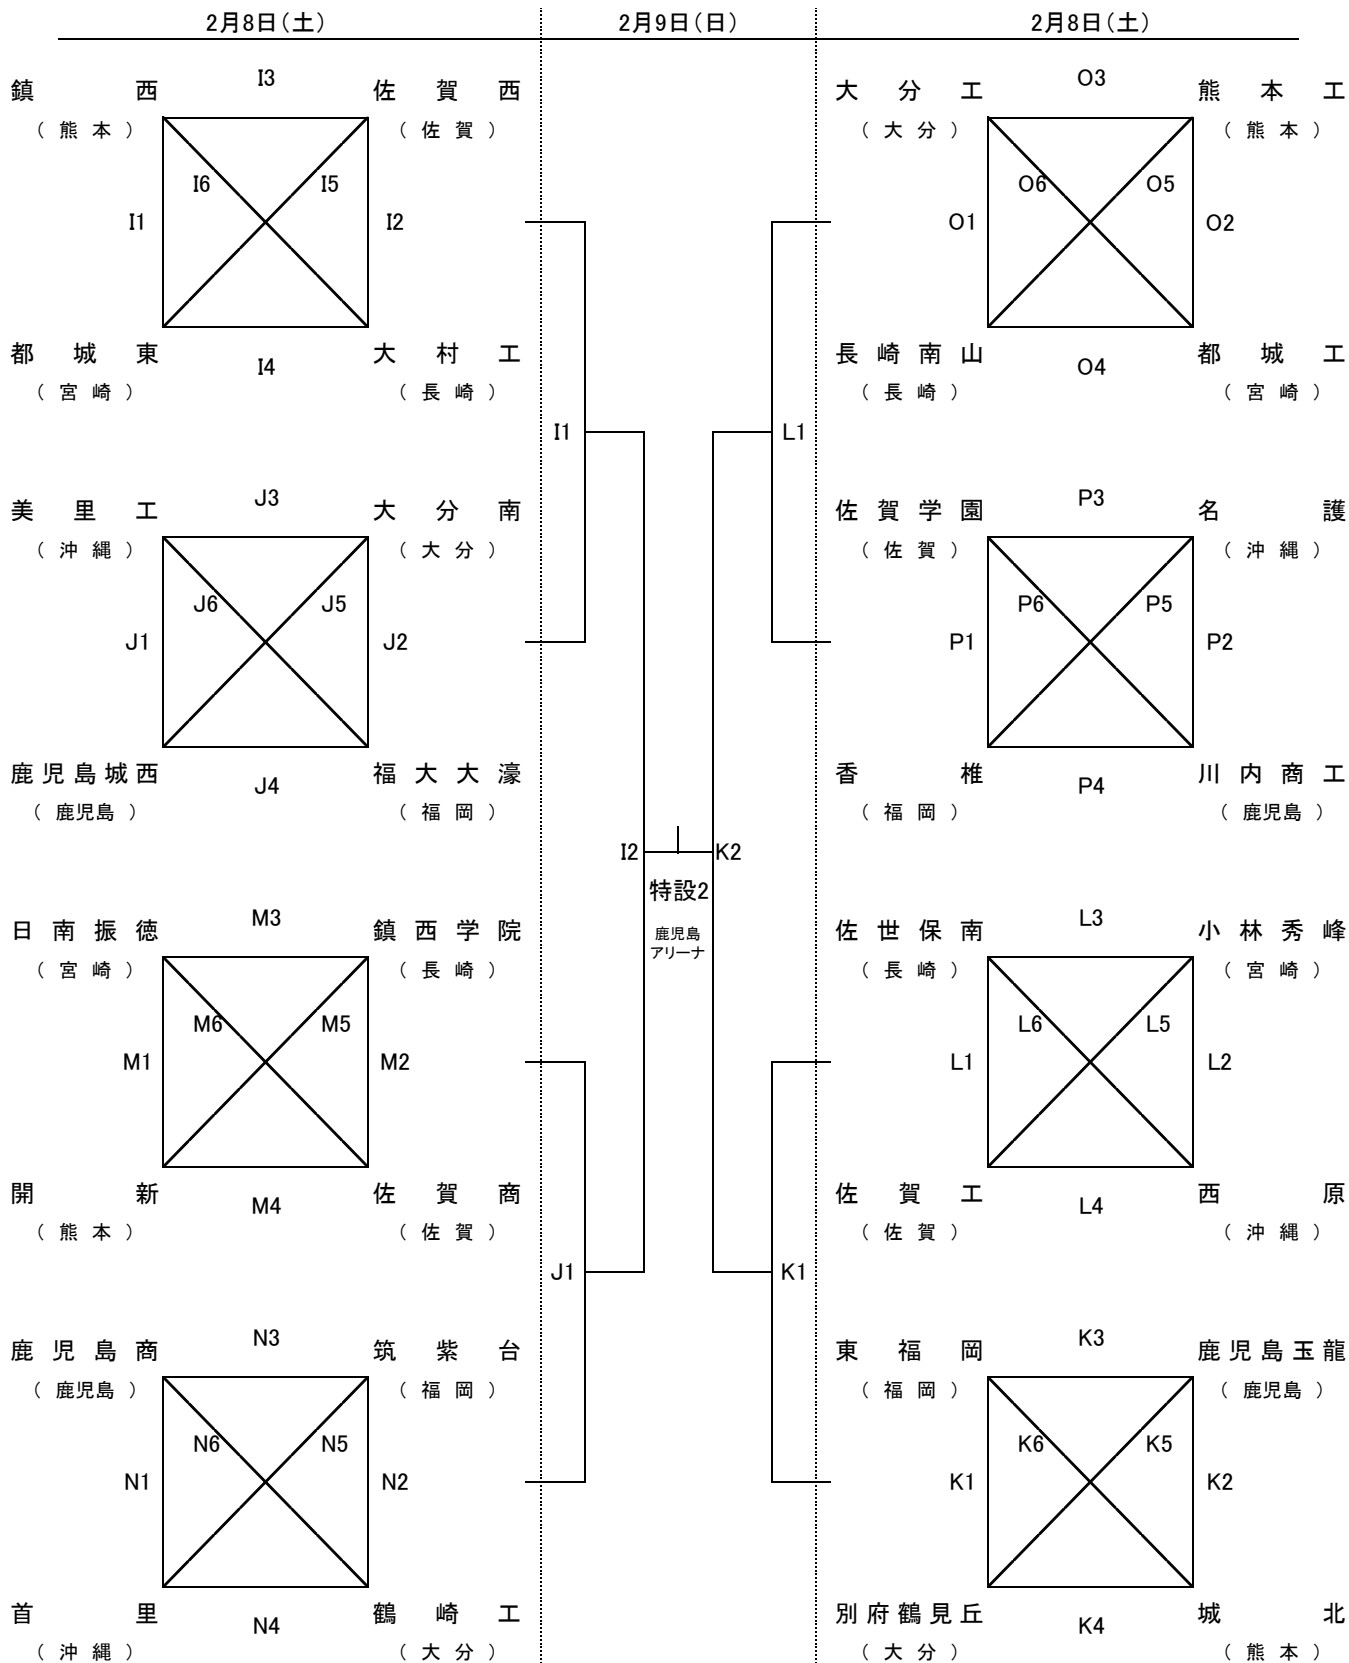 2月8日（土） 2月9日（日） 2月8日（土）
鎮西 I3 佐賀西
（熊本） （佐賀）
I6 I5
I1 I2
都城東 I4 大村工
（宮崎） （長崎）
美里工 J3 大分南
（沖縄） （大分）
J6 J5
J1 J2
鹿児島城西 J4 福大大濠
（鹿児島） （福岡）
日南振徳 M3 鎮西学院
（宮崎） （長崎）
M6 M5
M1 M2
開新 M4 佐賀商
（熊本） （佐賀）
鹿児島商 N3 筑紫台
（鹿児島） （福岡）
N6 N5
N1 N2
首里 N4 鶴崎工
（沖縄） （大分）
I1 L1
I2 K2
特設2
鹿児島
アリーナ
J1 K1
大分工 O3 熊本工
（大分） （熊本）
O6 O5
O1 O2
長崎南山 O4 都城工
（長崎） （宮崎）
佐賀学園 P3 名護
（佐賀） （沖縄）
P6 P5
P1 P2
香椎 P4 川内商工
（福岡） （鹿児島）
佐世保南 L3 小林秀峰
（長崎） （宮崎）
L6 L5
L1 L2
佐賀工 L4 西原
（佐賀） （沖縄）
東福岡 K3 鹿児島玉龍
（福岡） （鹿児島）
K6 K5
K1 K2
別府鶴見丘 K4 城北
（大分） （熊本）